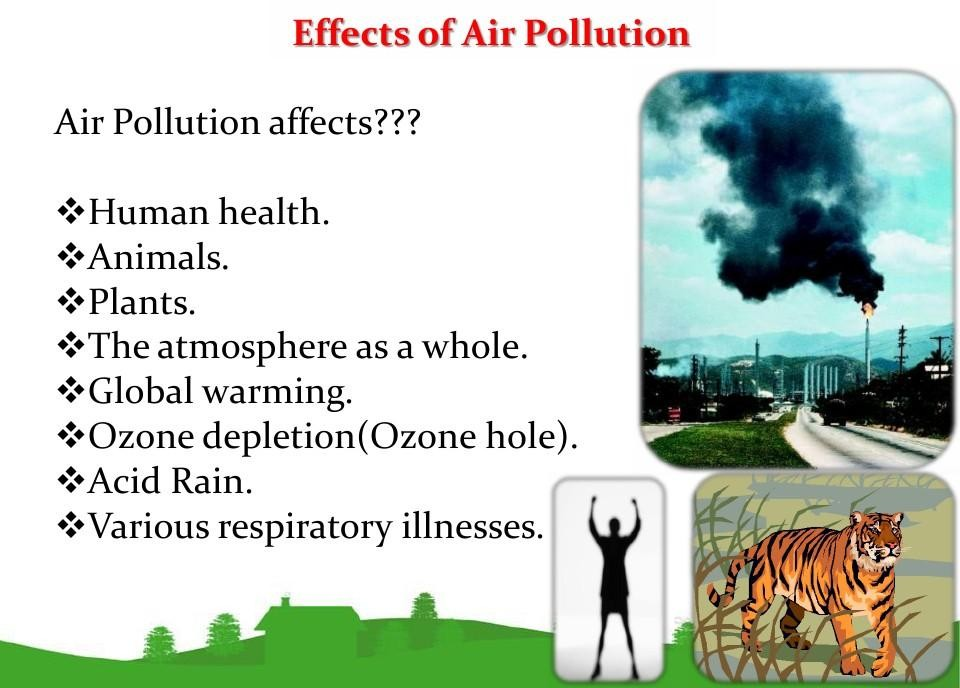 Effects of Air Pollution
Air Pollution affects???
❖Human health.
❖Animals.
❖Plants.
❖The atmosphere as a whole.
❖Global warming.
❖Ozone depletion(Ozone hole).
❖Acid Rain.
❖Various respiratory illnesses.